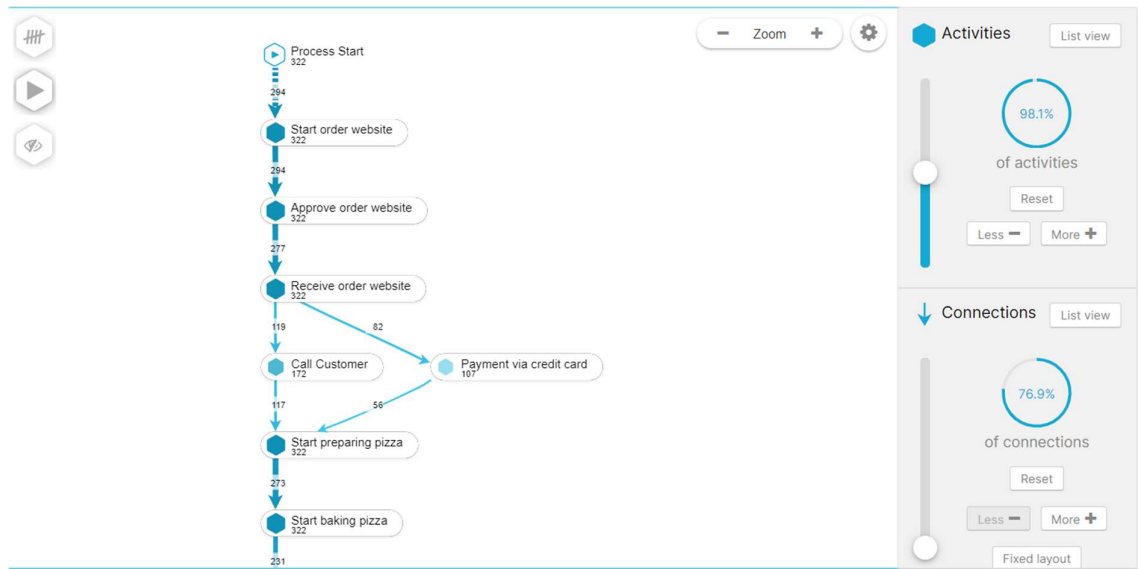 Process Start
322
294
Start order website
322
294
Approve order website
322
277
Receive order website
322
119
82
Call Customer
172
Payment via credit card
107
117
56
Start preparing pizza
322
273
Start baking pizza
322
231
Zoom
Activities
List view
98.1%
of activities
Reset
Less
More
Connections
List view
76.9%
of connections
Reset
Less
More
Fixed layout